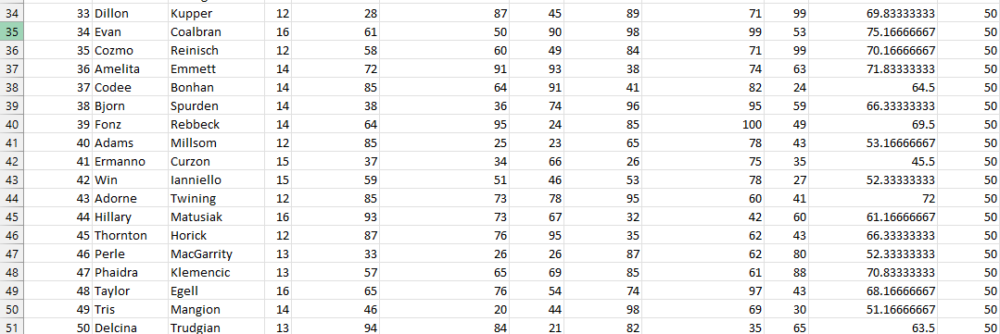 34 33 Dillon Kupper 12 28 87 45 89 71 99 69.83333333 50
35 34 Evan Coalbran 16 61 50 90 98 99 53 75.16666667 50
36 35 Cozmo Reinisch 12 58 60 49 84 71 99 70.16666667 50
37 36 Amelita Emmett 14 72 91 93 38 74 63 71.83333333 50
38 37 Codee Bonhan 14 85 64 91 41 82 24 64.5 50
39 38 Bjorn Spurden 14 38 36 74 96 95 59 66.33333333 50
40 39 Fonz Rebbeck 14 64 95 24 85 100 49 69.5 50
41 40 Adams Millsom 12 85 25 23 65 78 43 53.16666667 50
42 41 Ermanno Curzon 15 37 34 66 26 75 35 45.5 50
43 42 Win Ianniello 15 59 51 46 53 78 27 52.33333333 50
44 43 Adorne Twining 12 85 73 78 95 60 41 72 50
45 44 Hillary Matusiak 16 93 73 67 32 42 60 61.16666667 50
46 45 Thornton Horick 12 87 76 95 35 62 43 66.33333333 50
47 46 Perle MacGarrity 13 33 26 26 87 62 80 52.33333333 50
48 47 Phaidra Klemencic 13 57 65 69 85 61 88 70.83333333 50
49 48 Taylor Egell 16 65 76 54 74 97 43 68.16666667 50
50 49 Tris Mangion 14 46 20 44 98 69 30 51.16666667 50
51 50 Delcina Trudgian 13 94 84 21 82 35 65 63.5 50